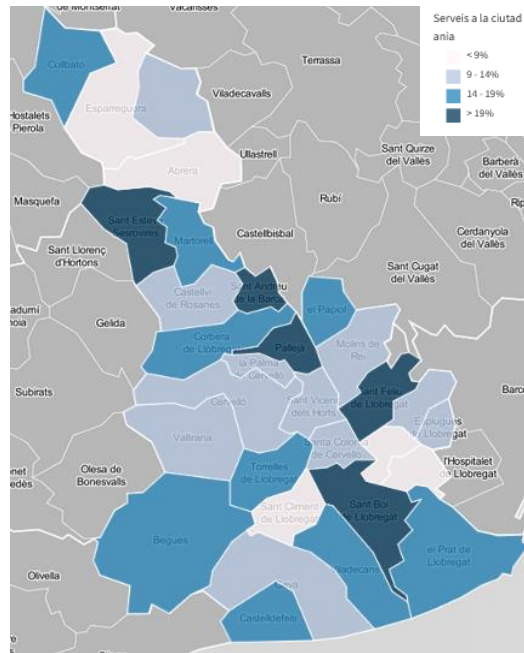 de Montserrat
Vacarisses
Serveis a la ciutad
ania
< 9%
9 - 14%
14 - 19%
> 19%
Collbató
Terrassa
Viladecavalls
Esparreguera
Hostalets
de Pierola
Sant Quirze
del Vallès
Ullastrell
Barberà
del Vallès
Abrera
Masquefa
Rubí
Sant Esteve
Sesrovires
Castellbisbal
Cerdanyola
del Vallès
Martorell
Sant Llorenç
d'Hortons
Sant Cugat
del Vallès
Castellví
de Rosanes
Sant Andreu
de la Barca
el Papiol
Gelida
Corbera
de Llobregat
Pallejà
Molins de
Rei
la Palma
de Cervelló
Subirats
Sant Feliu
de Llobregat
Cervelló
Sant Vicenç
dels Horts
Esplugues
de Llobregat
Vallirana
Santa Coloma
de Cervelló
Olesa de
Bonesvalls
Torrelles
de Llobregat
l'Hospitalet
de Llobregat
Sant Climent
de Llobregat
Sant Boi
de Llobregat
Begues
el Prat de
Llobregat
Viladecans
Olivella
Gavà
Castelldefels